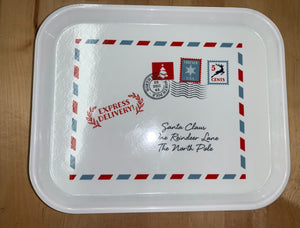 5
CENTS
EXPRESS
DELIVERY!
Santa Claus
One Reindeer Lane
The North Pole